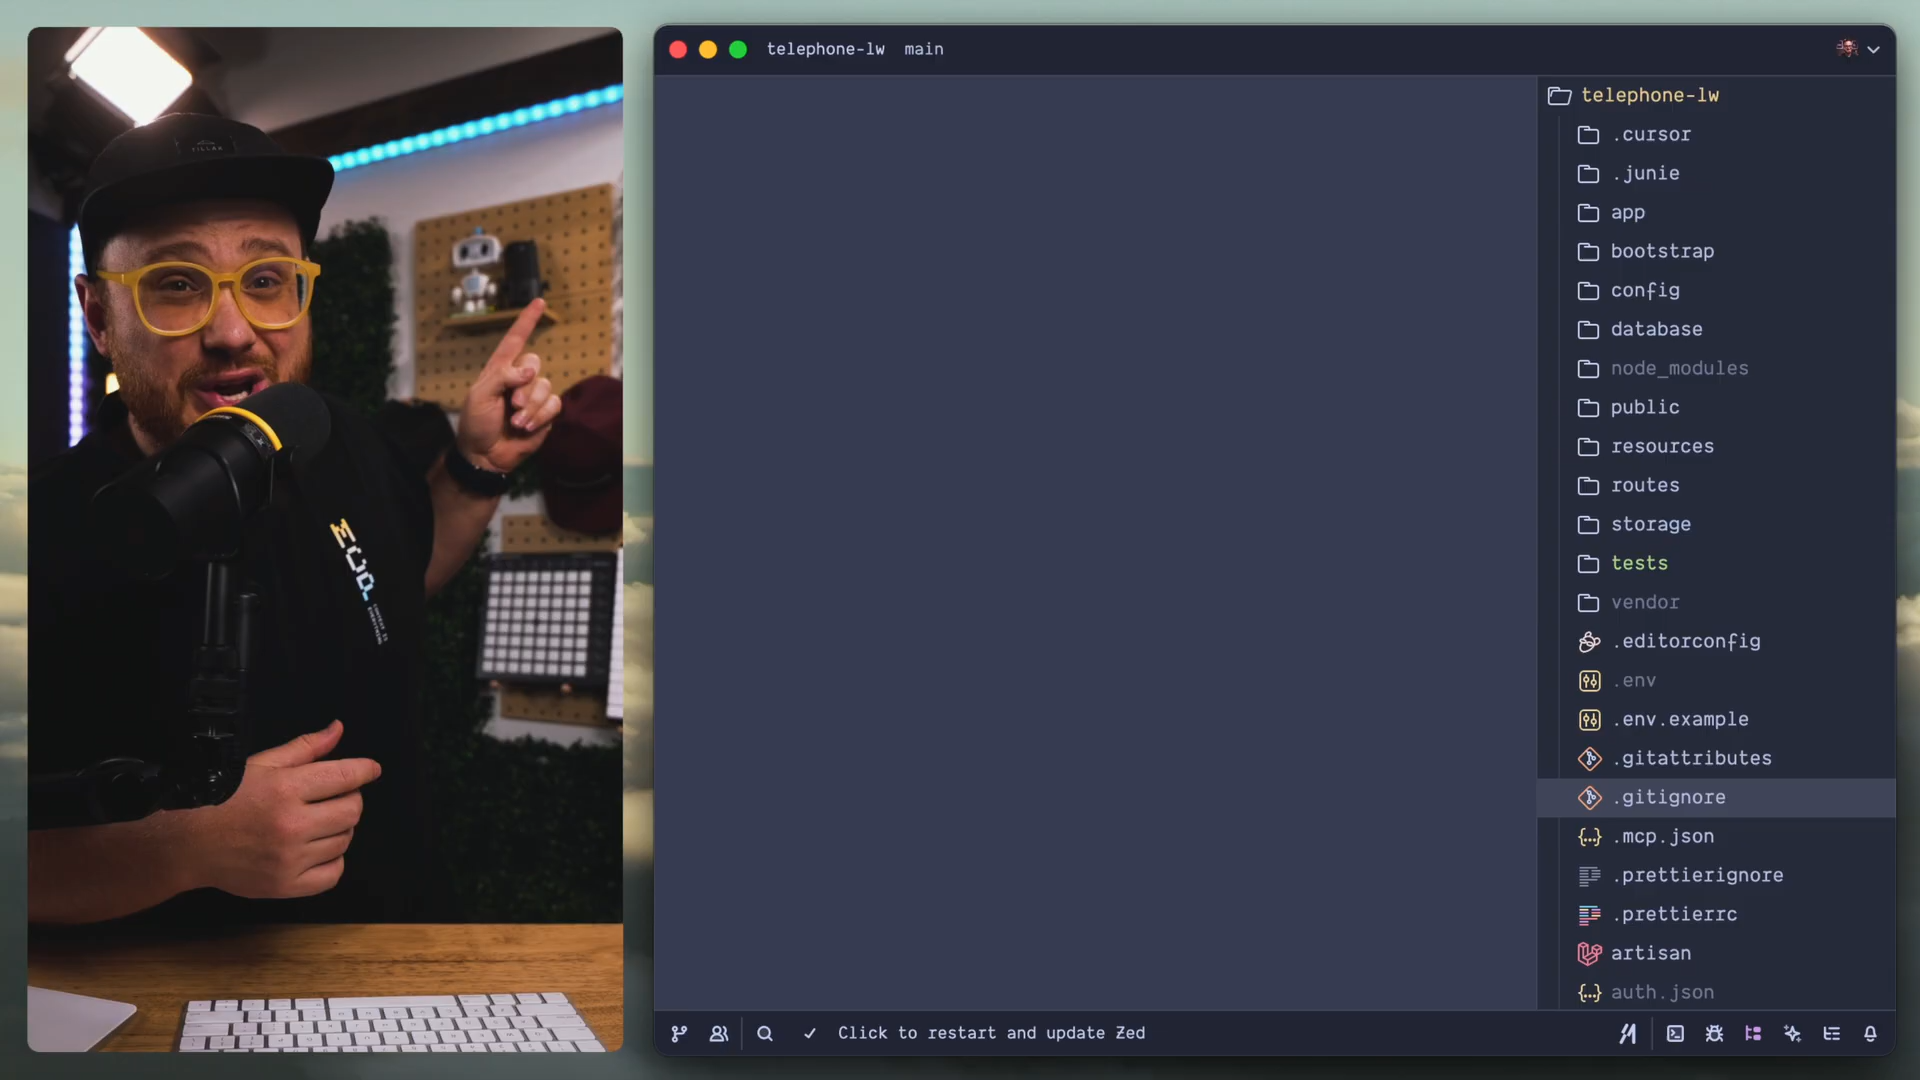 telephone-lw main
telephone-lw
.cursor
.junie
app
bootstrap
config
database
node_modules
public
resources
routes
storage
tests
vendor
.editorconfig
.env
.env.example
.gitattributes
.gitignore
.mcp.json
.prettierignore
.prettierrc
artisan
auth.json
Click to restart and update Zed